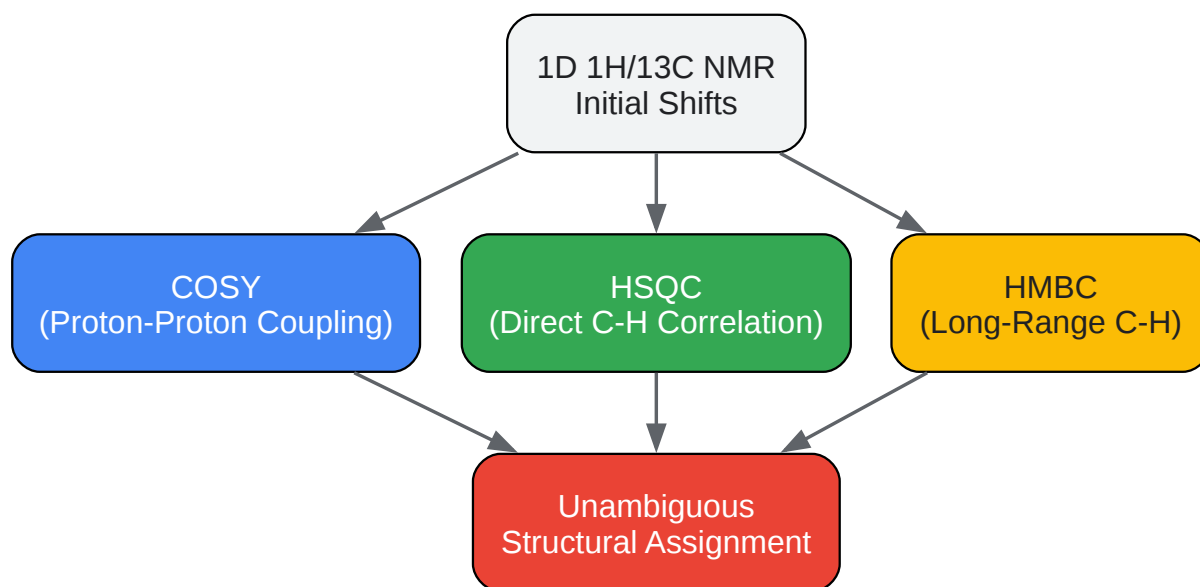 1D 1H/13C NMR
Initial Shifts
COSY
(Proton-Proton Coupling)
HSQC
(Direct C-H Correlation)
HMBC
(Long-Range C-H)
Unambiguous
Structural Assignment